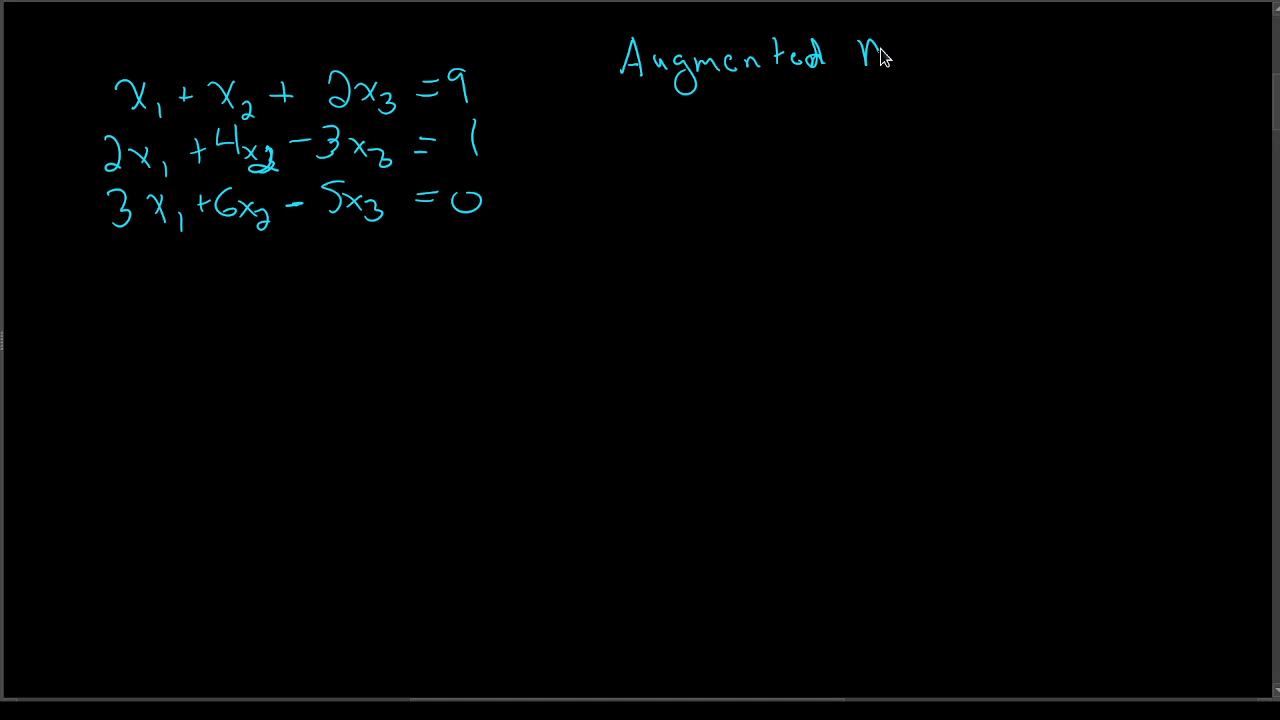 Augmented M
x₁ + x₂ + 2x₃ = 9
2x₁ + 4x₂ - 3x₃ = 1
3x₁ + 6x₂ - 5x₃ = 0